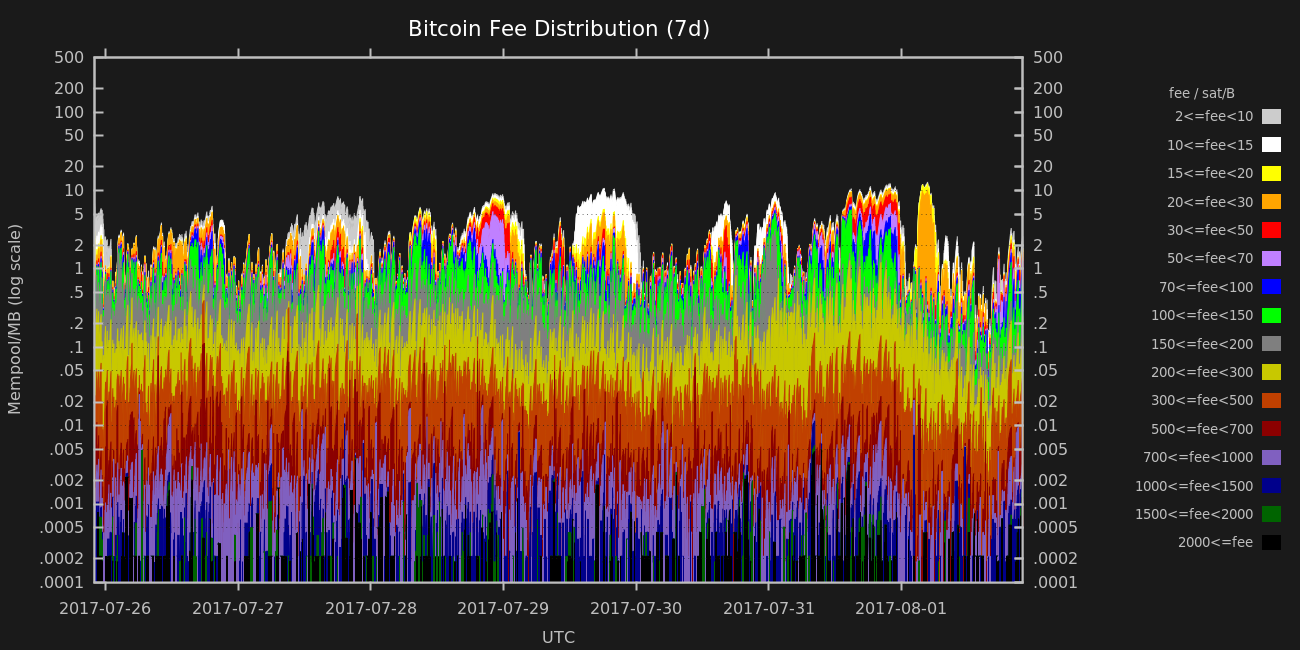 Bitcoin Fee Distribution (7d)
500 500
200 200
100 100
50 50
20 20
10 10
5 5
2 2
1 1
.5 .5
.2 .2
.1 .1
.05 .05
.02 .02
.01 .01
.005 .005
.002 .002
.001 .001
.0005 .0005
.0002 .0002
.0001 .0001
Mempool/MB (log scale)
2017-07-26 2017-07-27 2017-07-28 2017-07-29 2017-07-30 2017-07-31 2017-08-01
UTC
fee / sat/B
2<=fee<10
10<=fee<15
15<=fee<20
20<=fee<30
30<=fee<50
50<=fee<70
70<=fee<100
100<=fee<150
150<=fee<200
200<=fee<300
300<=fee<500
500<=fee<700
700<=fee<1000
1000<=fee<1500
1500<=fee<2000
2000<=fee